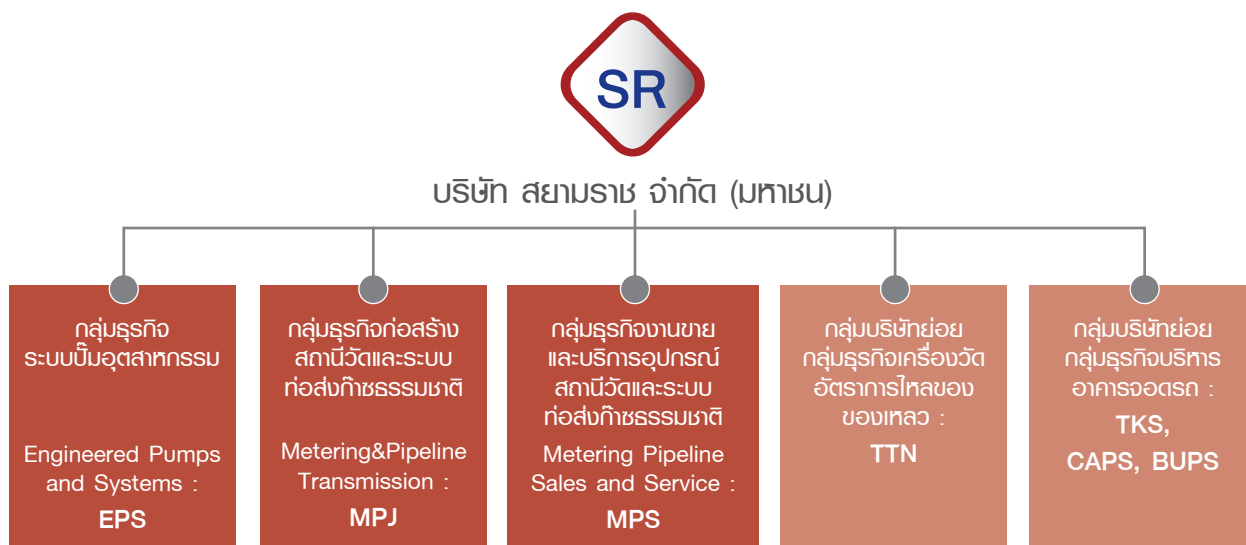 SR
บริษัท สยามราช จำกัด (มหาชน)
กลุ่มธุรกิจ
ระบบปั๊มอุตสาหกรรม
Engineered Pumps
and Systems :
EPS
กลุ่มธุรกิจก่อสร้าง
สถานีวัดและระบบ
ท่อส่งก๊าซธรรมชาติ
Metering&Pipeline
Transmission :
MPJ
กลุ่มธุรกิจงานขาย
และบริการอุปกรณ์
สถานีวัดและระบบ
ท่อส่งก๊าซธรรมชาติ
Metering Pipeline
Sales and Service :
MPS
กลุ่มบริษัทย่อย
กลุ่มธุรกิจเครื่องวัด
อัตราการไหลของ
ของเหลว :
TTN
กลุ่มบริษัทย่อย
กลุ่มธุรกิจบริหาร
อาคารจอดรถ :
TKS,
CAPS, BUPS